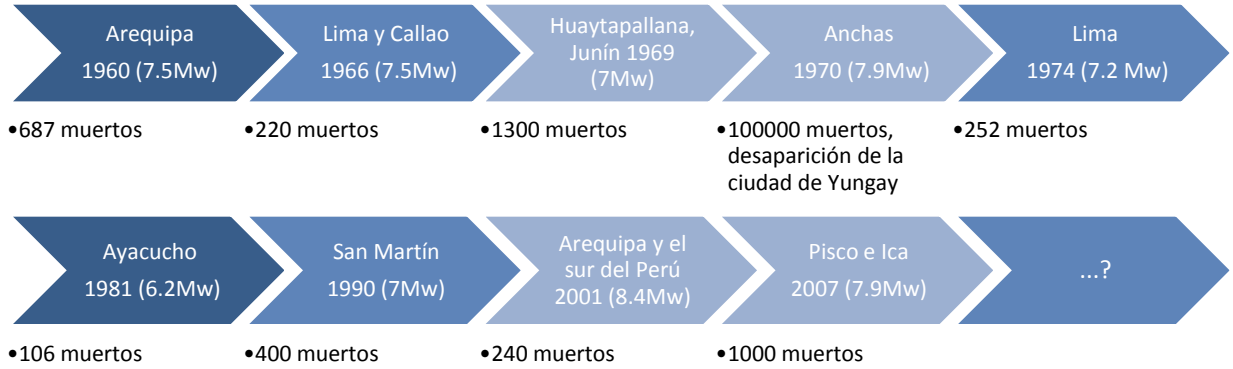 Arequipa
1960 (7.5Mw)
•687 muertos
Lima y Callao
1966 (7.5Mw)
•220 muertos
Huaytapallana,
Junín 1969
(7Mw)
•1300 muertos
Anchas
1970 (7.9Mw)
•100000 muertos,
desaparición de la
ciudad de Yungay
Lima
1974 (7.2 Mw)
•252 muertos
Ayacucho
1981 (6.2Mw)
•106 muertos
San Martín
1990 (7Mw)
•400 muertos
Arequipa y el
sur del Perú
2001 (8.4Mw)
•240 muertos
Pisco e Ica
2007 (7.9Mw)
•1000 muertos
...?